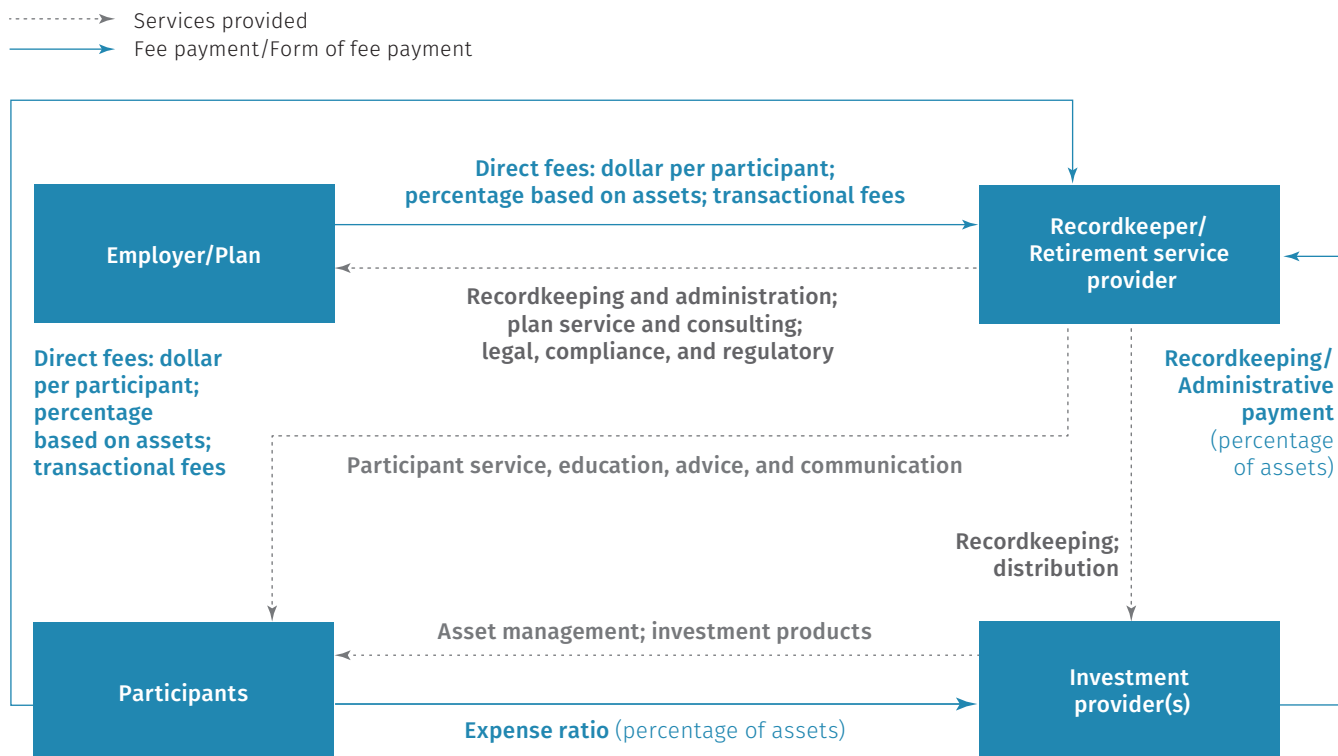 Services provided
Fee payment/Form of fee payment
Direct fees: dollar per participant;
percentage based on assets; transactional fees
Employer/Plan
Recordkeeper/
Retirement service
provider
Recordkeeping and administration;
plan service and consulting;
legal, compliance, and regulatory
Direct fees: dollar
per participant;
percentage
based on assets;
transactional fees
Recordkeeping/
Administrative
payment
(percentage
of assets)
Participant service, education, advice, and communication
Recordkeeping;
distribution
Asset management; investment products
Participants
Investment
provider(s)
Expense ratio (percentage of assets)